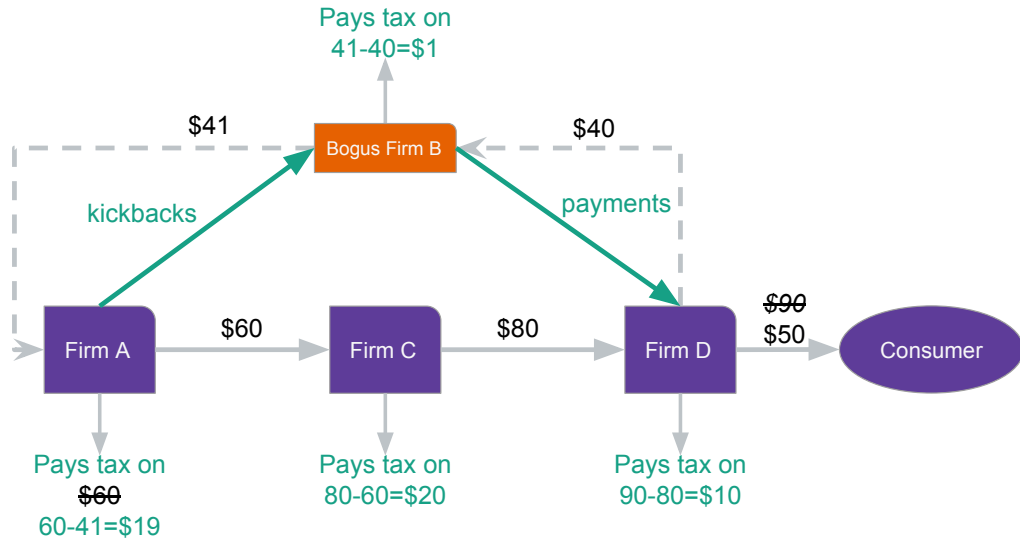 Pays tax on
41-40=$1
$41
$40
Bogus Firm B
kickbacks
payments
$90
$60
$80
$50
Firm A
Firm C
Firm D
Consumer
Pays tax on
$60
60-41=$19
Pays tax on
80-60=$20
Pays tax on
90-80=$10